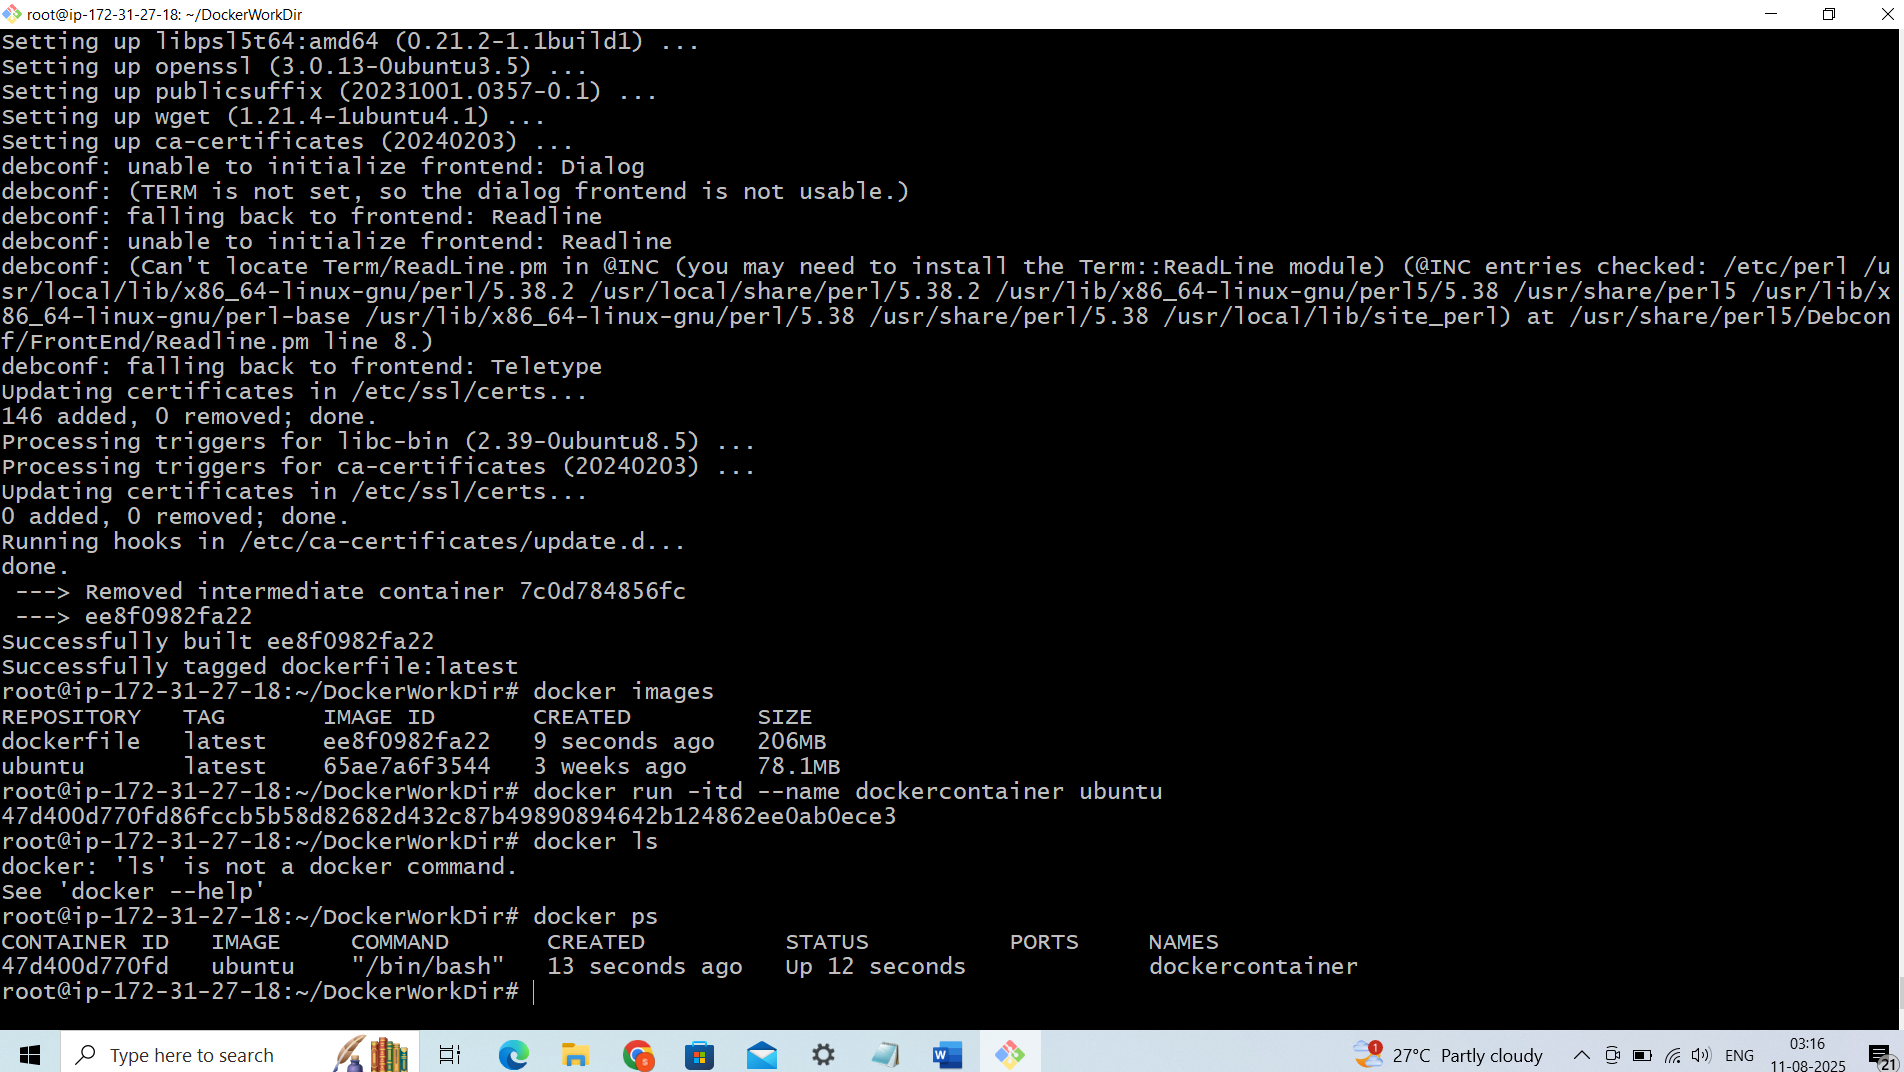 root@ip-172-31-27-18: ~/DockerWorkDir
Setting up libpsl5t64:amd64 (0.21.2-1.1build1) ...
Setting up openssl (3.0.13-0ubuntu3.5) ...
Setting up publicsuffix (20231001.0357-0.1) ...
Setting up wget (1.21.4-1ubuntu4.1) ...
Setting up ca-certificates (20240203) ...
debconf: unable to initialize frontend: Dialog
debconf: (TERM is not set, so the dialog frontend is not usable.)
debconf: falling back to frontend: Readline
debconf: unable to initialize frontend: Readline
debconf: (Can't locate Term/ReadLine.pm in @INC (you may need to install the Term::ReadLine module) (@INC entries checked: /etc/perl /u
sr/local/lib/x86_64-linux-gnu/perl/5.38.2 /usr/local/share/perl/5.38.2 /usr/lib/x86_64-linux-gnu/perl5/5.38 /usr/share/perl5 /usr/lib/x
86_64-linux-gnu/perl-base /usr/lib/x86_64-linux-gnu/perl/5.38 /usr/share/perl/5.38 /usr/local/lib/site_perl) at /usr/share/perl5/Debcon
f/FrontEnd/Readline.pm line 8.)
debconf: falling back to frontend: Teletype
Updating certificates in /etc/ssl/certs...
146 added, 0 removed; done.
Processing triggers for libc-bin (2.39-0ubuntu8.5) ...
Processing triggers for ca-certificates (20240203) ...
Updating certificates in /etc/ssl/certs...
0 added, 0 removed; done.
Running hooks in /etc/ca-certificates/update.d...
done.
 ---> Removed intermediate container 7c0d784856fc
 ---> ee8f0982fa22
Successfully built ee8f0982fa22
Successfully tagged dockerfile:latest
root@ip-172-31-27-18:~/DockerWorkDir# docker images
REPOSITORY   TAG       IMAGE ID       CREATED         SIZE
dockerfile   latest    ee8f0982fa22   9 seconds ago   206MB
ubuntu       latest    65ae7a6f3544   3 weeks ago     78.1MB
root@ip-172-31-27-18:~/DockerWorkDir# docker run -itd --name dockercontainer ubuntu
47d400d770fd86fccb5b58d82682d432c87b49890894642b124862ee0ab0ece3
root@ip-172-31-27-18:~/DockerWorkDir# docker ls
docker: 'ls' is not a docker command.
See 'docker --help'
root@ip-172-31-27-18:~/DockerWorkDir# docker ps
CONTAINER ID   IMAGE     COMMAND       CREATED          STATUS          PORTS     NAMES
47d400d770fd   ubuntu    "/bin/bash"   13 seconds ago   Up 12 seconds             dockercontainer
root@ip-172-31-27-18:~/DockerWorkDir#
Type here to search
S
W
1
27°C Partly cloudy
ENG
03:16
11-08-2025
21